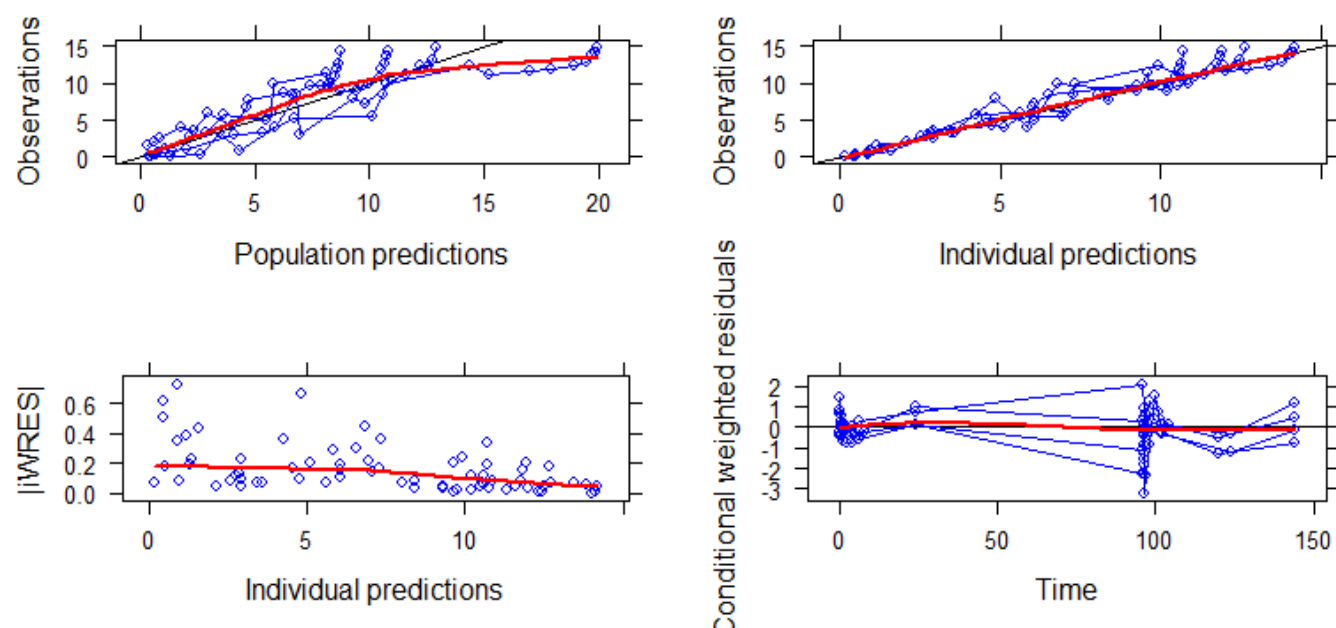 Observations
15
10
5
0
0 5 10 15 20
Population predictions
Observations
15
10
5
0
0 5 10
Individual predictions
||WRES|
0.6
0.4
0.2
0.0
0 5 10
Individual predictions
Conditional weighted residuals
2
1
0
-1
-2
-3
0 50 100 150
Time